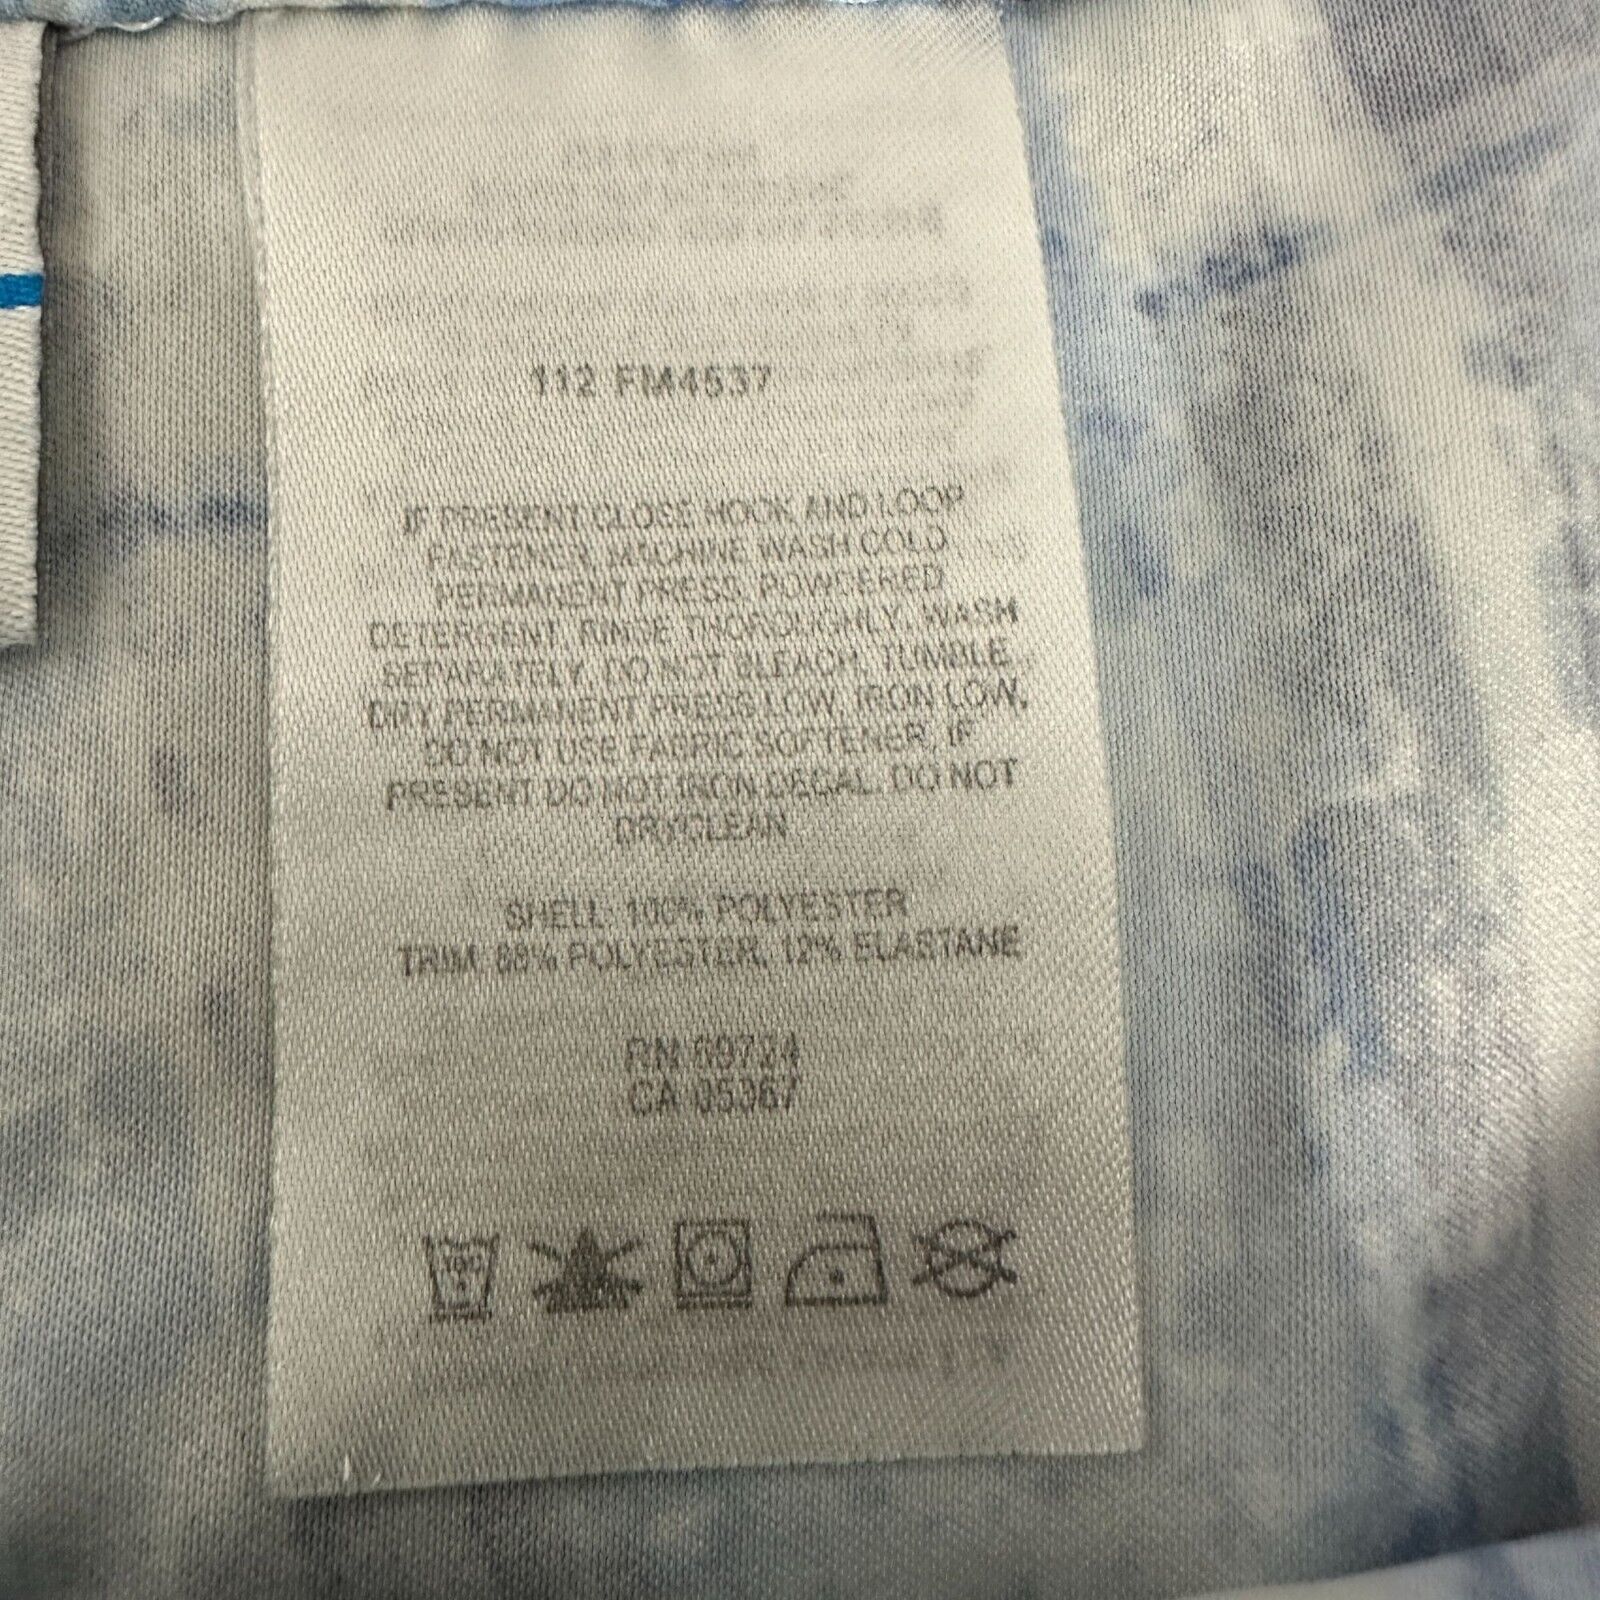 112 FM4537
IF PRESENT CLOSE HOOK AND LOOP
FASTENER, MACHINE WASH COLD
PERMANENT PRESS, POWDERED
DETERGENT, RINSE THOROUGHLY, WASH
SEPARATELY, DO NOT BLEACH, TUMBLE
DRY PERMANENT PRESS LOW, IRON LOW,
DO NOT USE FABRIC SOFTENER, IF
PRESENT DO NOT IRON DECAL, DO NOT
DRYCLEAN
SHELL: 100% POLYESTER
TRIM: 88% POLYESTER, 12% ELASTANE
RN 69724
CA 05367